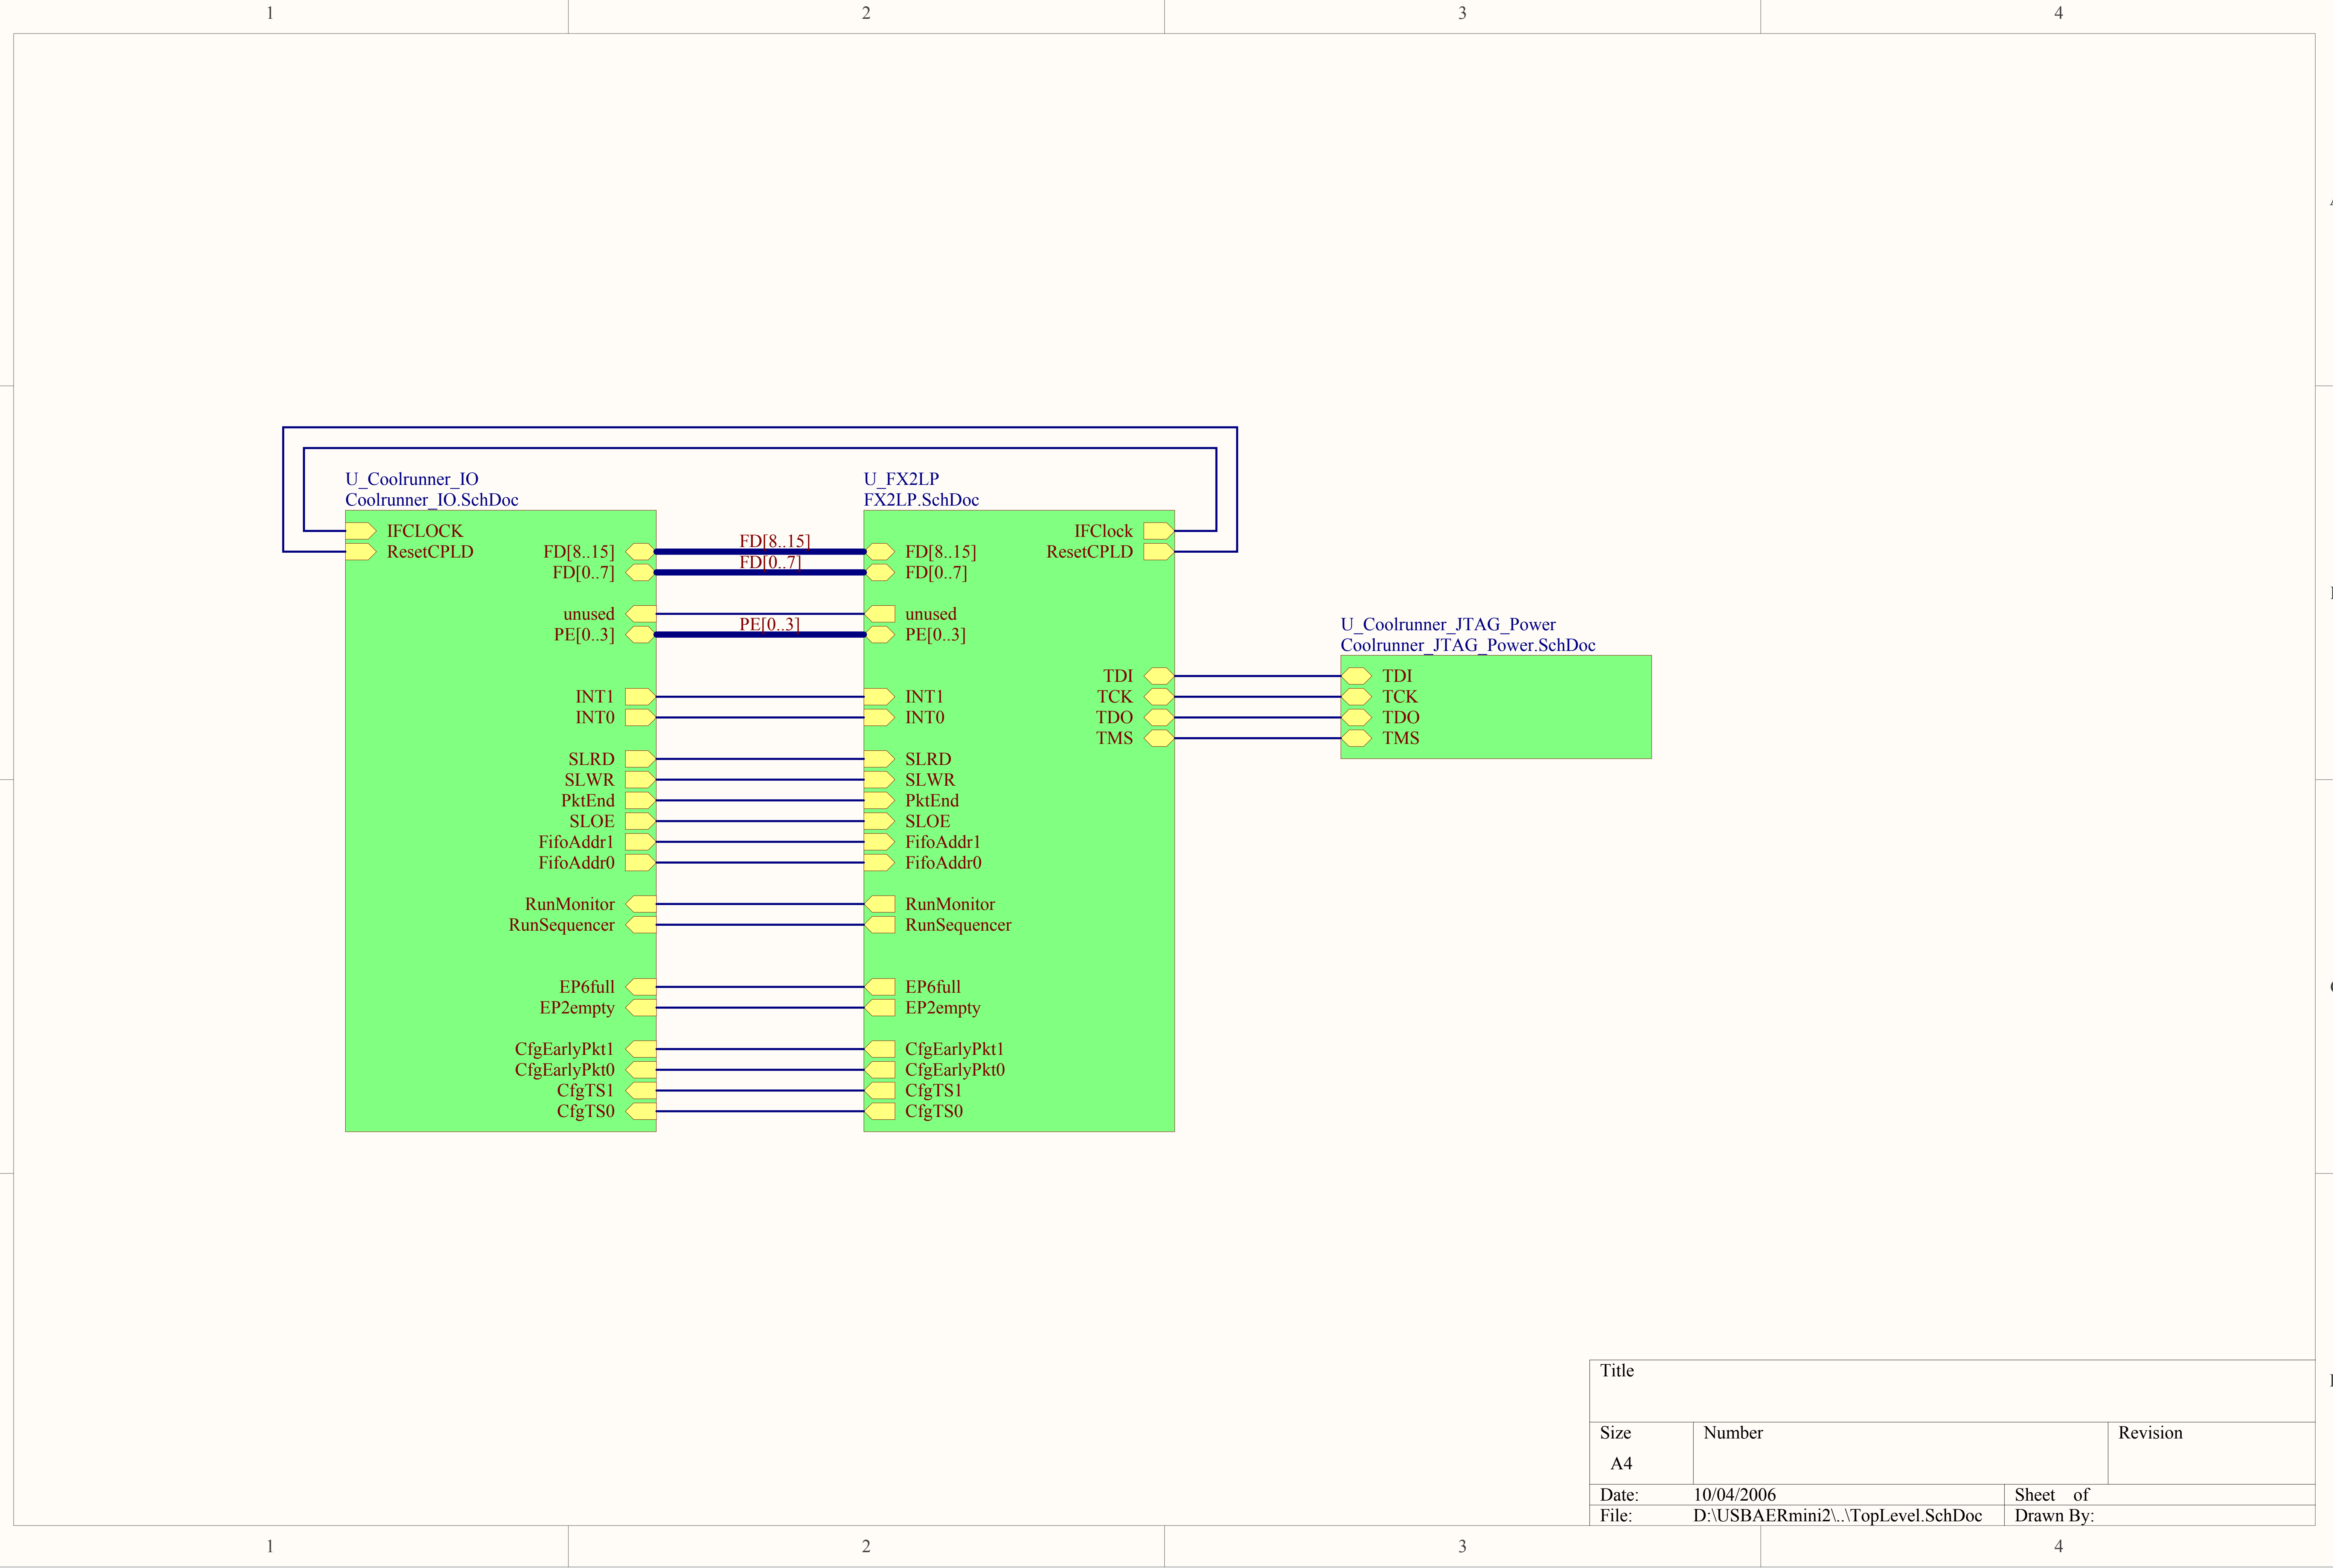 1 2 3 4
A
U_Coolrunner_IO
Coolrunner_IO.SchDoc
IFCLOCK
ResetCPLD
FD[8..15]
FD[0..7]
unused
PE[0..3]
INT1
INT0
SLRD
SLWR
PktEnd
SLOE
FifoAddr1
FifoAddr0
RunMonitor
RunSequencer
EP6full
EP2empty
CfgEarlyPkt1
CfgEarlyPkt0
CfgTS1
CfgTS0
FD[8..15]
FD[0..7]
PE[0..3]
U_FX2LP
FX2LP.SchDoc
IFClock
ResetCPLD
FD[8..15]
FD[0..7]
unused
PE[0..3]
INT1
INT0
SLRD
SLWR
PktEnd
SLOE
FifoAddr1
FifoAddr0
RunMonitor
RunSequencer
EP6full
EP2empty
CfgEarlyPkt1
CfgEarlyPkt0
CfgTS1
CfgTS0
TDI
TCK
TDO
TMS
U_Coolrunner_JTAG_Power
Coolrunner_JTAG_Power.SchDoc
TDI
TCK
TDO
TMS
Title
Size
A4
Number
Revision
Date: 10/04/2006
Sheet of
File: D:\USBAERmini2\..\TopLevel.SchDoc
Drawn By:
1 2 3 4